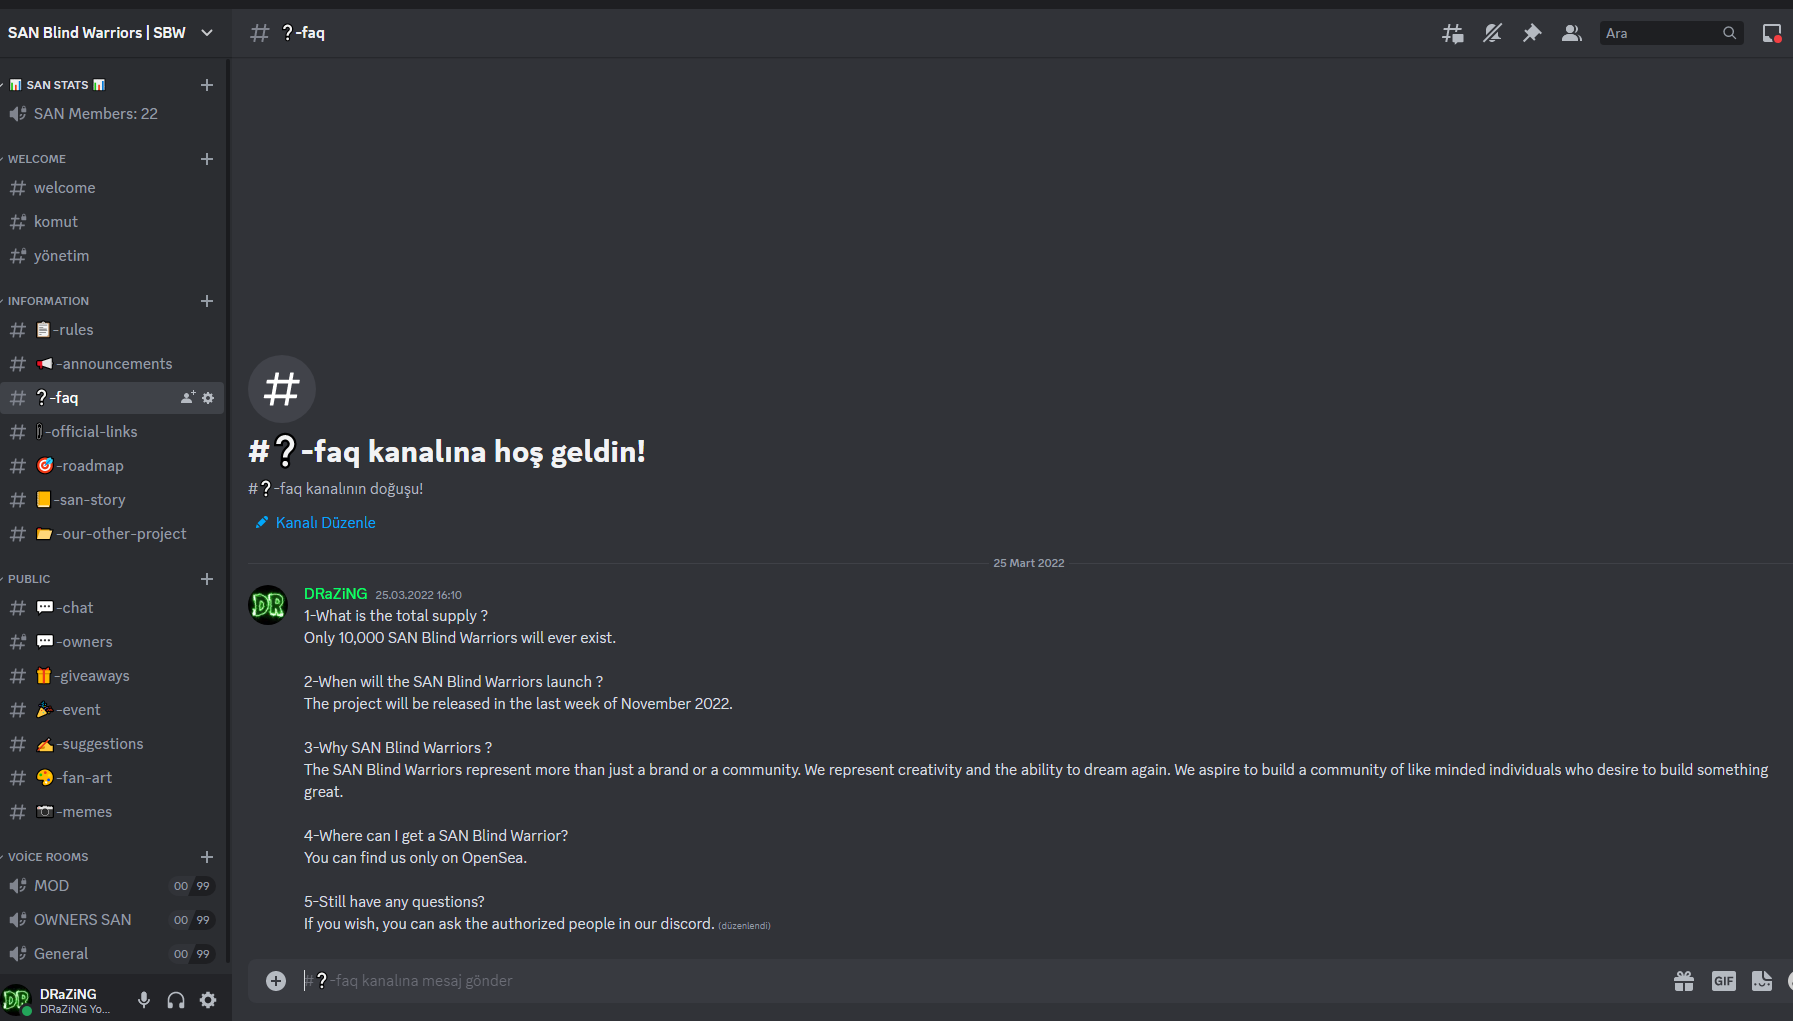 SAN Blind Warriors | SBW
SAN STATS
SAN Members: 22
WELCOME
welcome
komut
yönetim
INFORMATION
-rules
-announcements
❓-faq
-official-links
-roadmap
-san-story
-our-other-project
PUBLIC
-chat
-owners
-giveaways
-event
-suggestions
-fan-art
-memes
VOİCE ROOMS
MOD 00 99
OWNERS SAN 00 99
General 00 99
DRaZiNG
DRaZiNG Yo...
# ❓-faq
Ara
#❓-faq kanalına hoş geldin!
#❓-faq kanalının doğuşu!
Kanalı Düzenle
25 Mart 2022
DR
DRaZiNG 25.03.2022 16:10
1-What is the total supply ?
Only 10,000 SAN Blind Warriors will ever exist.
2-When will the SAN Blind Warriors launch ?
The project will be released in the last week of November 2022.
3-Why SAN Blind Warriors ?
The SAN Blind Warriors represent more than just a brand or a community. We represent creativity and the ability to dream again. We aspire to build a community of like minded individuals who desire to build something
great.
4-Where can I get a SAN Blind Warrior?
You can find us only on OpenSea.
5-Still have any questions?
If you wish, you can ask the authorized people in our discord. (düzenlendi)
#❓-faq kanalına mesaj gönder
GIF
DR